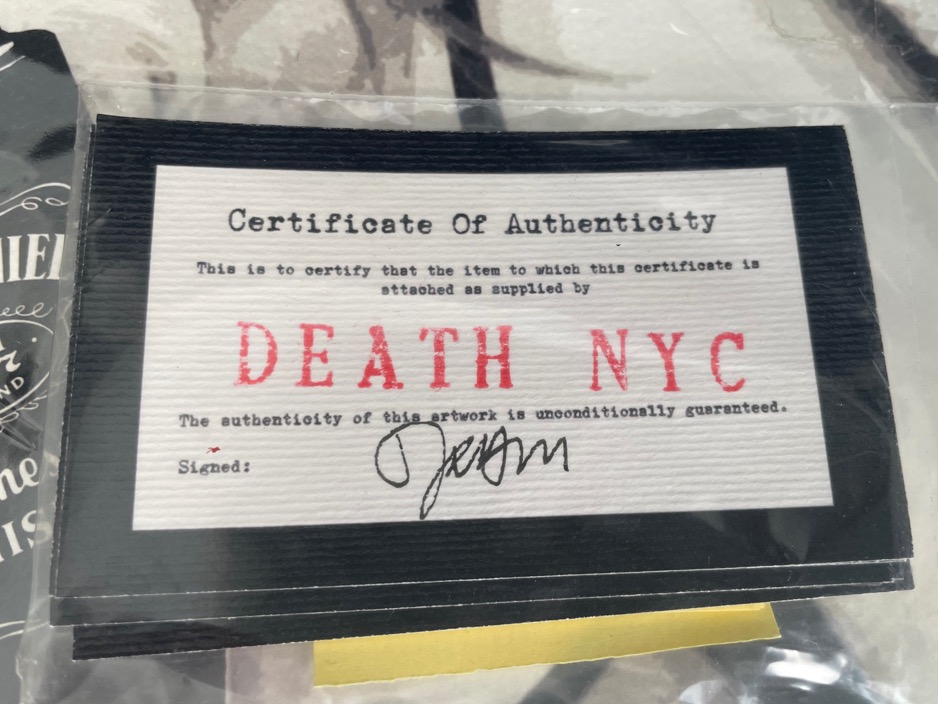 Certificate Of Authenticity
This is to certify that the item to which this certificate is
attached as supplied by
DEATH NYC
The authenticity of this artwork is unconditionally guaranteed.
Signed: